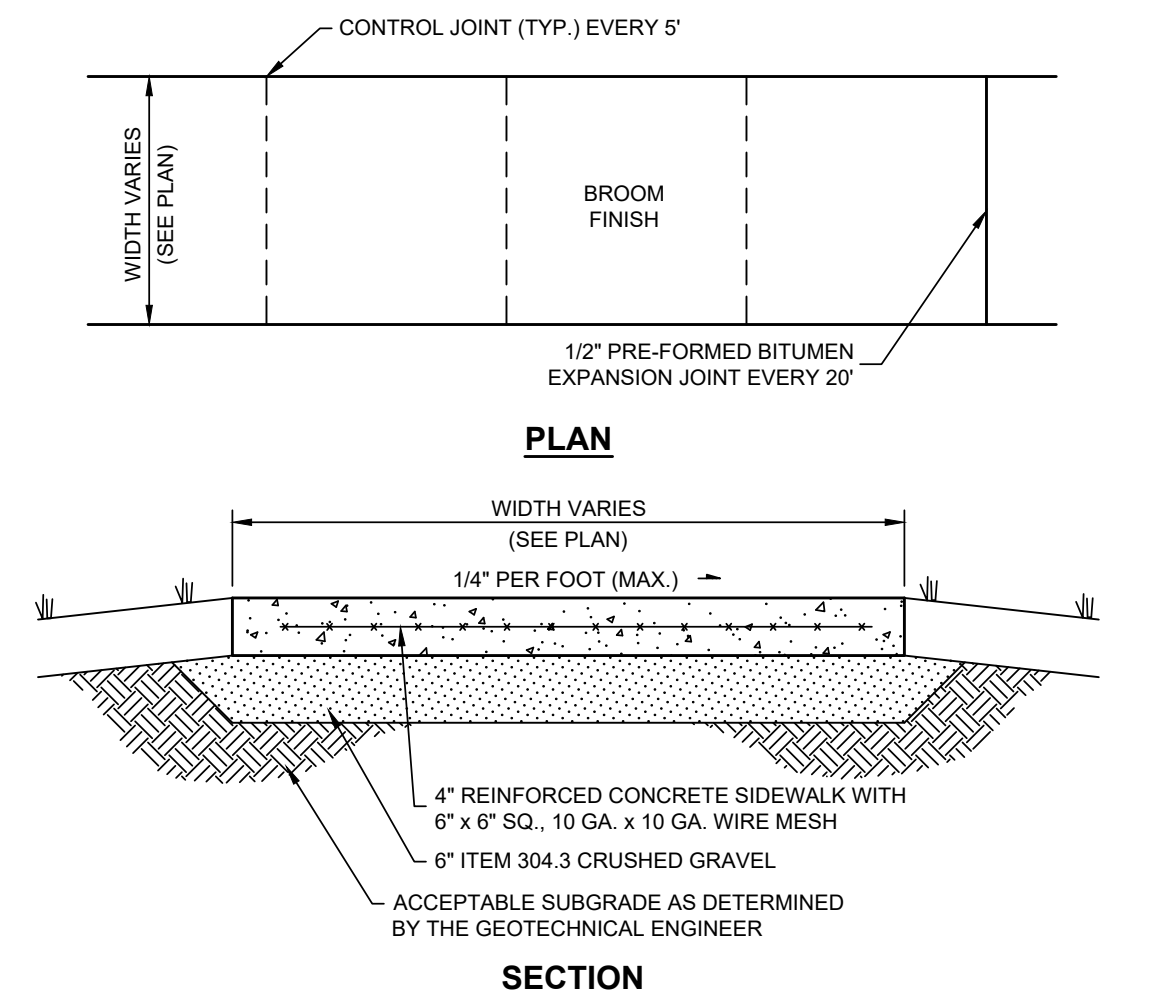 CONTROL JOINT (TYP.) EVERY 5'
WIDTH VARIES
(SEE PLAN)
BROOM
FINISH
1/2" PRE-FORMED BITUMEN
EXPANSION JOINT EVERY 20'
PLAN
WIDTH VARIES
(SEE PLAN)
1/4" PER FOOT (MAX.)
4" REINFORCED CONCRETE SIDEWALK WITH
6" x 6" SQ., 10 GA. x 10 GA. WIRE MESH
6" ITEM 304.3 CRUSHED GRAVEL
ACCEPTABLE SUBGRADE AS DETERMINED
BY THE GEOTECHNICAL ENGINEER
SECTION